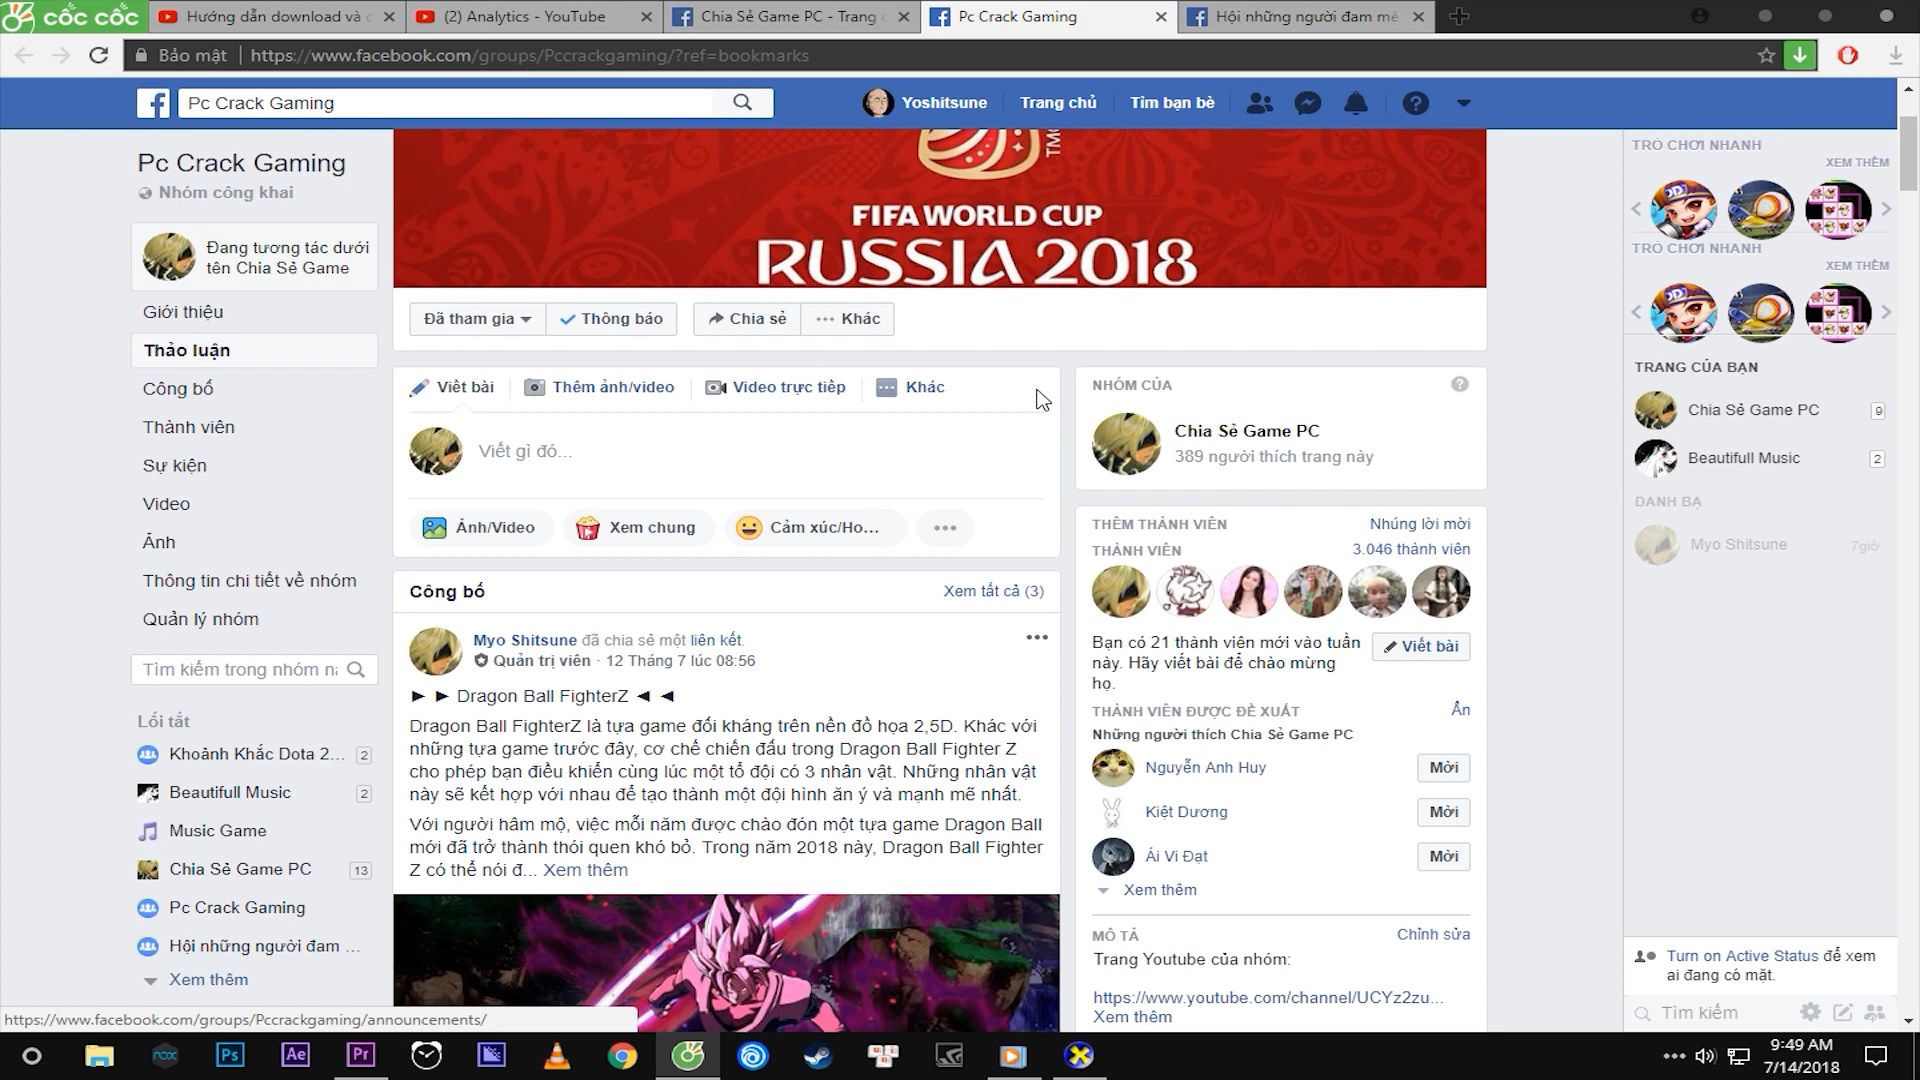 cốc cốc
Hướng dẫn download và c
(2) Analytics - YouTube
Chia Sẻ Game PC - Trang c
Pc Crack Gaming
Hội những người đam mê
Bảo mật
https://www.facebook.com/groups/Pccrackgaming/?ref=bookmarks
Pc Crack Gaming
Yoshitsune
Trang chủ
Tìm bạn bè
Pc Crack Gaming
Nhóm công khai
Đang tương tác dưới
tên Chia Sẻ Game
Giới thiệu
Thảo luận
Công bố
Thành viên
Sự kiện
Video
Ảnh
Thông tin chi tiết về nhóm
Quản lý nhóm
Tìm kiếm trong nhóm nà
Lối tắt
Khoảnh Khắc Dota 2... 2
Beautifull Music 2
Music Game
Chia Sẻ Game PC 13
Pc Crack Gaming
Hội những người đam ...
Xem thêm
https://www.facebook.com/groups/Pccrackgaming/announcements/
FIFA WORLD CUP
RUSSIA 2018
Đã tham gia
Thông báo
Chia sẻ
Khác
Viết bài
Thêm ảnh/video
Video trực tiếp
Khác
Viết gì đó...
Ảnh/Video
Xem chung
Cảm xúc/Ho...
Công bố
Xem tất cả (3)
Myo Shitsune đã chia sẻ một liên kết.
Quản trị viên · 12 Tháng 7 lúc 08:56
► ► Dragon Ball FighterZ ◄ ◄
Dragon Ball FighterZ là tựa game đối kháng trên nền đồ họa 2,5D. Khác với
những tựa game trước đây, cơ chế chiến đấu trong Dragon Ball Fighter Z
cho phép bạn điều khiển cùng lúc một tổ đội có 3 nhân vật. Những nhân vật
này sẽ kết hợp với nhau để tạo thành một đội hình ăn ý và mạnh mẽ nhất.
Với người hâm mộ, việc mỗi năm được chào đón một tựa game Dragon Ball
mới đã trở thành thói quen khó bỏ. Trong năm 2018 này, Dragon Ball Fighter
Z có thể nói đ... Xem thêm
NHÓM CỦA
Chia Sẻ Game PC
389 người thích trang này
THÊM THÀNH VIÊN
Nhúng lời mời
THÀNH VIÊN
3.046 thành viên
Bạn có 21 thành viên mới vào tuần
này. Hãy viết bài để chào mừng
họ.
Viết bài
THÀNH VIÊN ĐƯỢC ĐỀ XUẤT
Ẩn
Những người thích Chia Sẻ Game PC
Nguyễn Anh Huy
Mời
Kiệt Dương
Mời
Ái Vi Đạt
Mời
Xem thêm
MÔ TẢ
Chỉnh sửa
Trang Youtube của nhóm:
https://www.youtube.com/channel/UCYz2zu...
Xem thêm
TRÒ CHƠI NHANH
XEM THÊM
TRÒ CHƠI NHANH
XEM THÊM
TRANG CỦA BẠN
Chia Sẻ Game PC 9
Beautifull Music 2
DANH BẠ
Myo Shitsune 7giờ
Turn on Active Status để xem
ai đang có mặt.
Tìm kiếm
nox
Ps
Ae
Pr
9:49 AM
7/14/2018